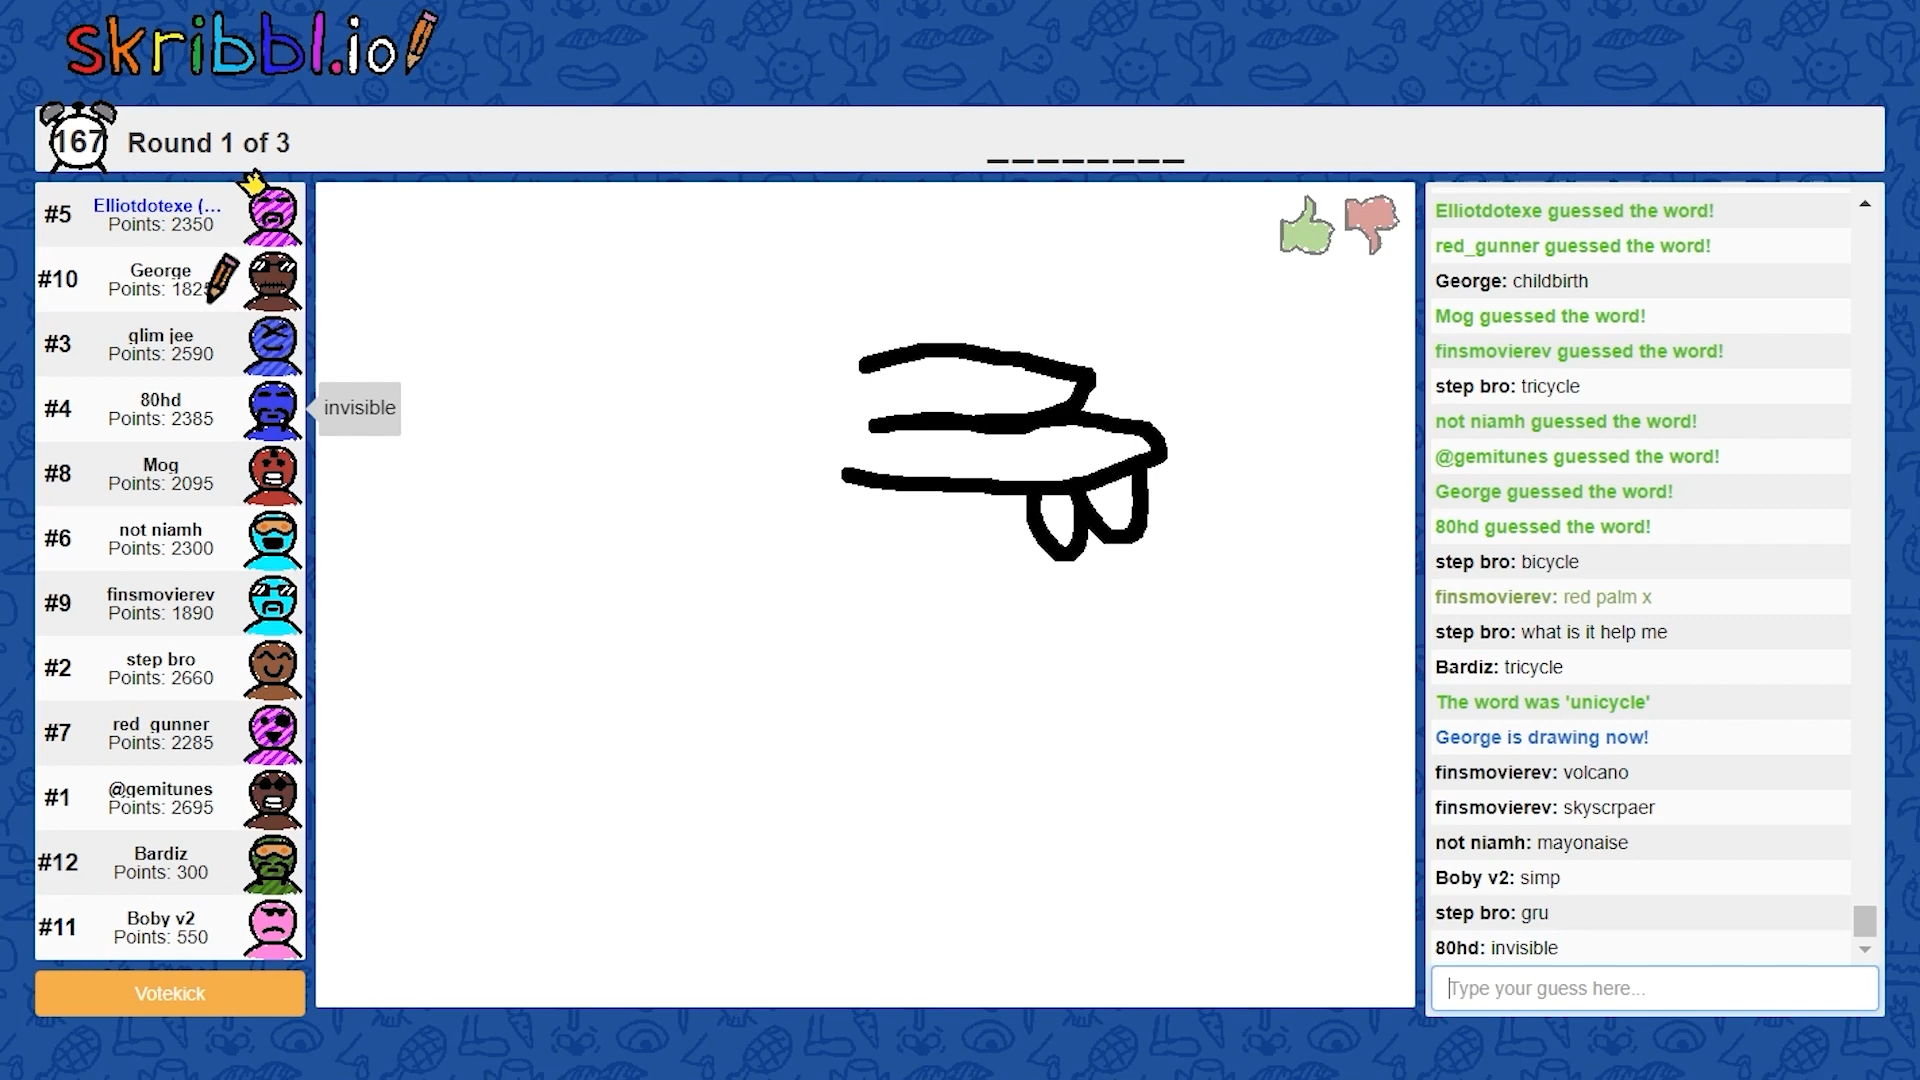 skribbl.io
167
Round 1 of 3
________
#5
Elliotdotexe (...
Points: 2350
#10
George
Points: 1825
#3
glim jee
Points: 2590
#4
80hd
Points: 2385
invisible
#8
Mog
Points: 2095
#6
not niamh
Points: 2300
#9
finsmovierev
Points: 1890
#2
step bro
Points: 2660
#7
red_gunner
Points: 2285
#1
@gemitunes
Points: 2695
#12
Bardiz
Points: 300
#11
Boby v2
Points: 550
Votekick
Elliotdotexe guessed the word!
red_gunner guessed the word!
George: childbirth
Mog guessed the word!
finsmovierev guessed the word!
step bro: tricycle
not niamh guessed the word!
@gemitunes guessed the word!
George guessed the word!
80hd guessed the word!
step bro: bicycle
finsmovierev: red palm x
step bro: what is it help me
Bardiz: tricycle
The word was 'unicycle'
George is drawing now!
finsmovierev: volcano
finsmovierev: skyscrpaer
not niamh: mayonaise
Boby v2: simp
step bro: gru
80hd: invisible
Type your guess here...